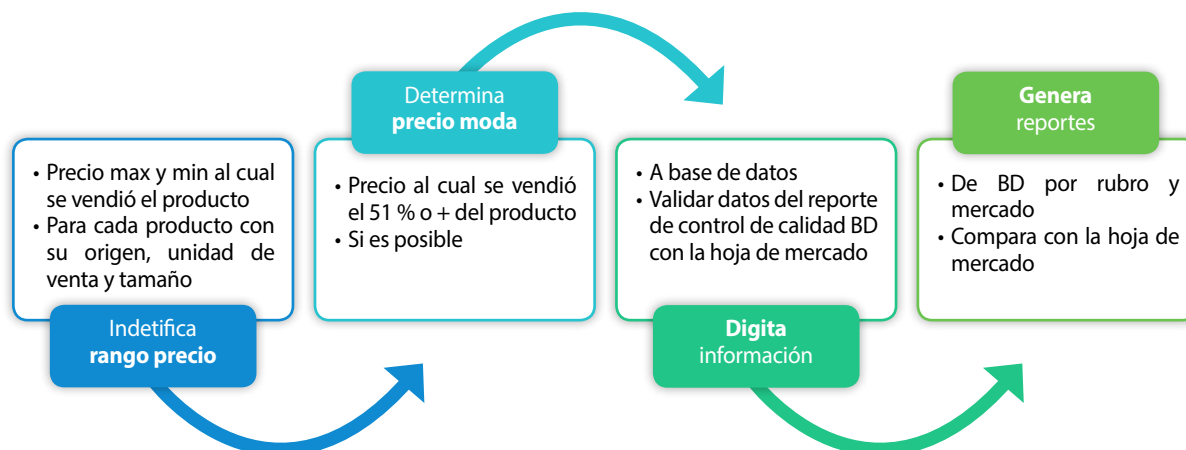 • Precio max y min al cual
se vendió el producto
• Para cada producto con
su origen, unidad de
venta y tamaño
Indetifica
rango precio
Determina
precio moda
• Precio al cual se vendió
el 51 % o + del producto
• Si es posible
• A base de datos
• Validar datos del reporte
de control de calidad BD
con la hoja de mercado
Digita
información
Genera
reportes
• De BD por rubro y
mercado
• Compara con la hoja de
mercado